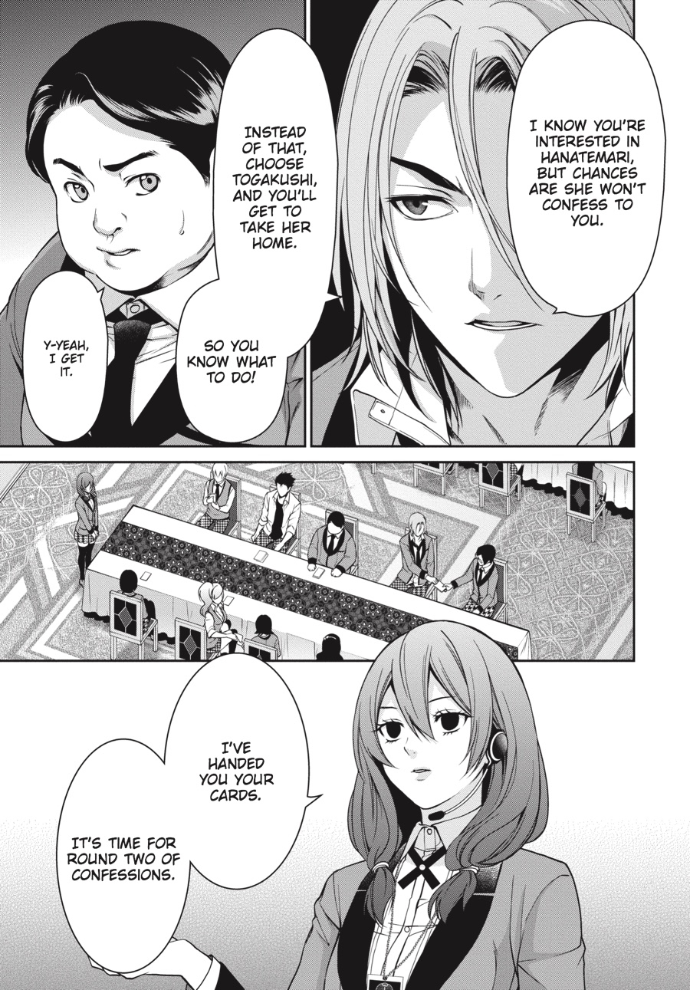 I KNOW YOU'RE
INTERESTED IN
HANATEMARI,
BUT CHANCES
ARE SHE WON'T
CONFESS TO
YOU.
INSTEAD
OF THAT,
CHOOSE
TOGAKUSHI,
AND YOU'LL
GET TO
TAKE HER
HOME.
SO YOU
KNOW WHAT
TO DO!
Y-YEAH,
I GET
IT.
I'VE
HANDED
YOU YOUR
CARDS.
IT'S TIME FOR
ROUND TWO OF
CONFESSIONS.